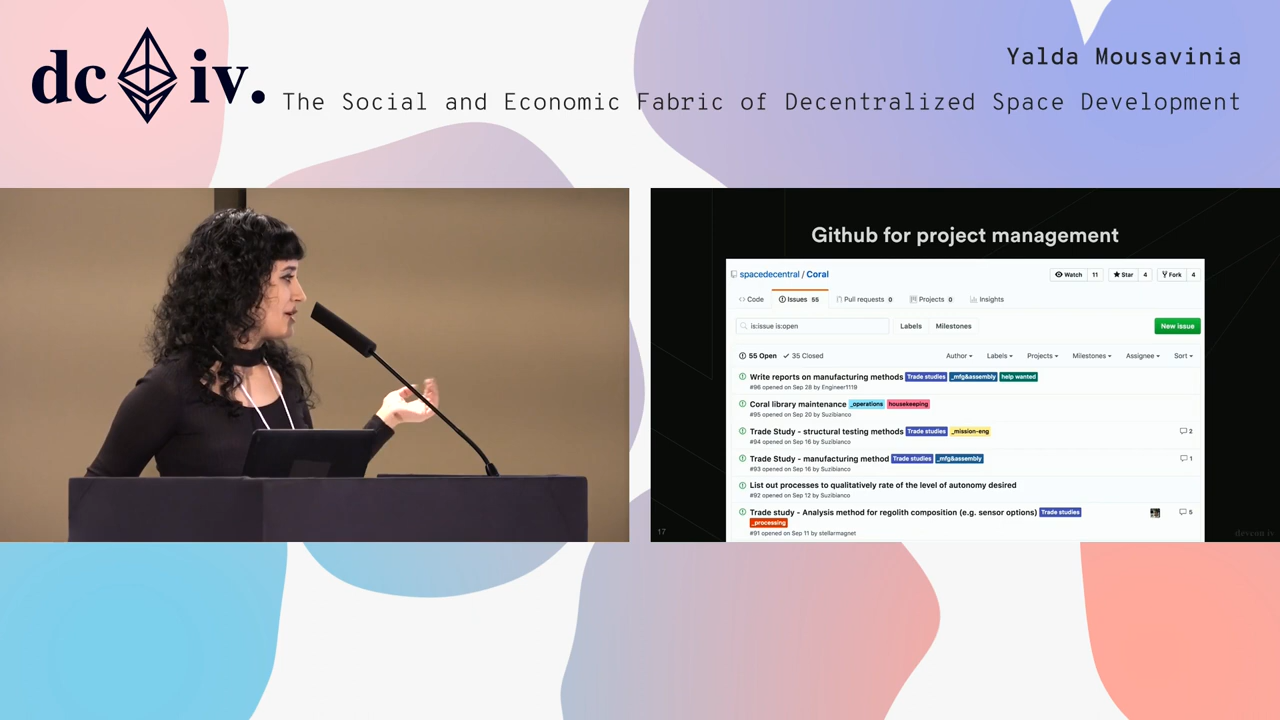 dc iv.
Yalda Mousavinia
The Social and Economic Fabric of Decentralized Space Development
Github for project management
spacedecentral / Coral
Watch 11 Star 4 Fork 4
Code Issues 55 Pull requests 0 Projects 0 Insights
is:issue is:open Labels Milestones New issue
55 Open 35 Closed Author Labels Projects Milestones Assignee Sort
Write reports on manufacturing methods Trade studies _mfg&assembly help wanted
#96 opened on Sep 28 by Engineer1119
Coral library maintenance _operations housekeeping
#95 opened on Sep 20 by Suzibianco
Trade Study - structural testing methods Trade studies _mission-eng 2
#94 opened on Sep 16 by Suzibianco
Trade Study - manufacturing method Trade studies _mfg&assembly 1
#93 opened on Sep 16 by Suzibianco
List out processes to qualitatively rate of the level of autonomy desired
#92 opened on Sep 12 by Suzibianco
Trade study - Analysis method for regolith composition (e.g. sensor options) Trade studies 5
_processing
#91 opened on Sep 11 by stellarmagnet
17
devcon iv